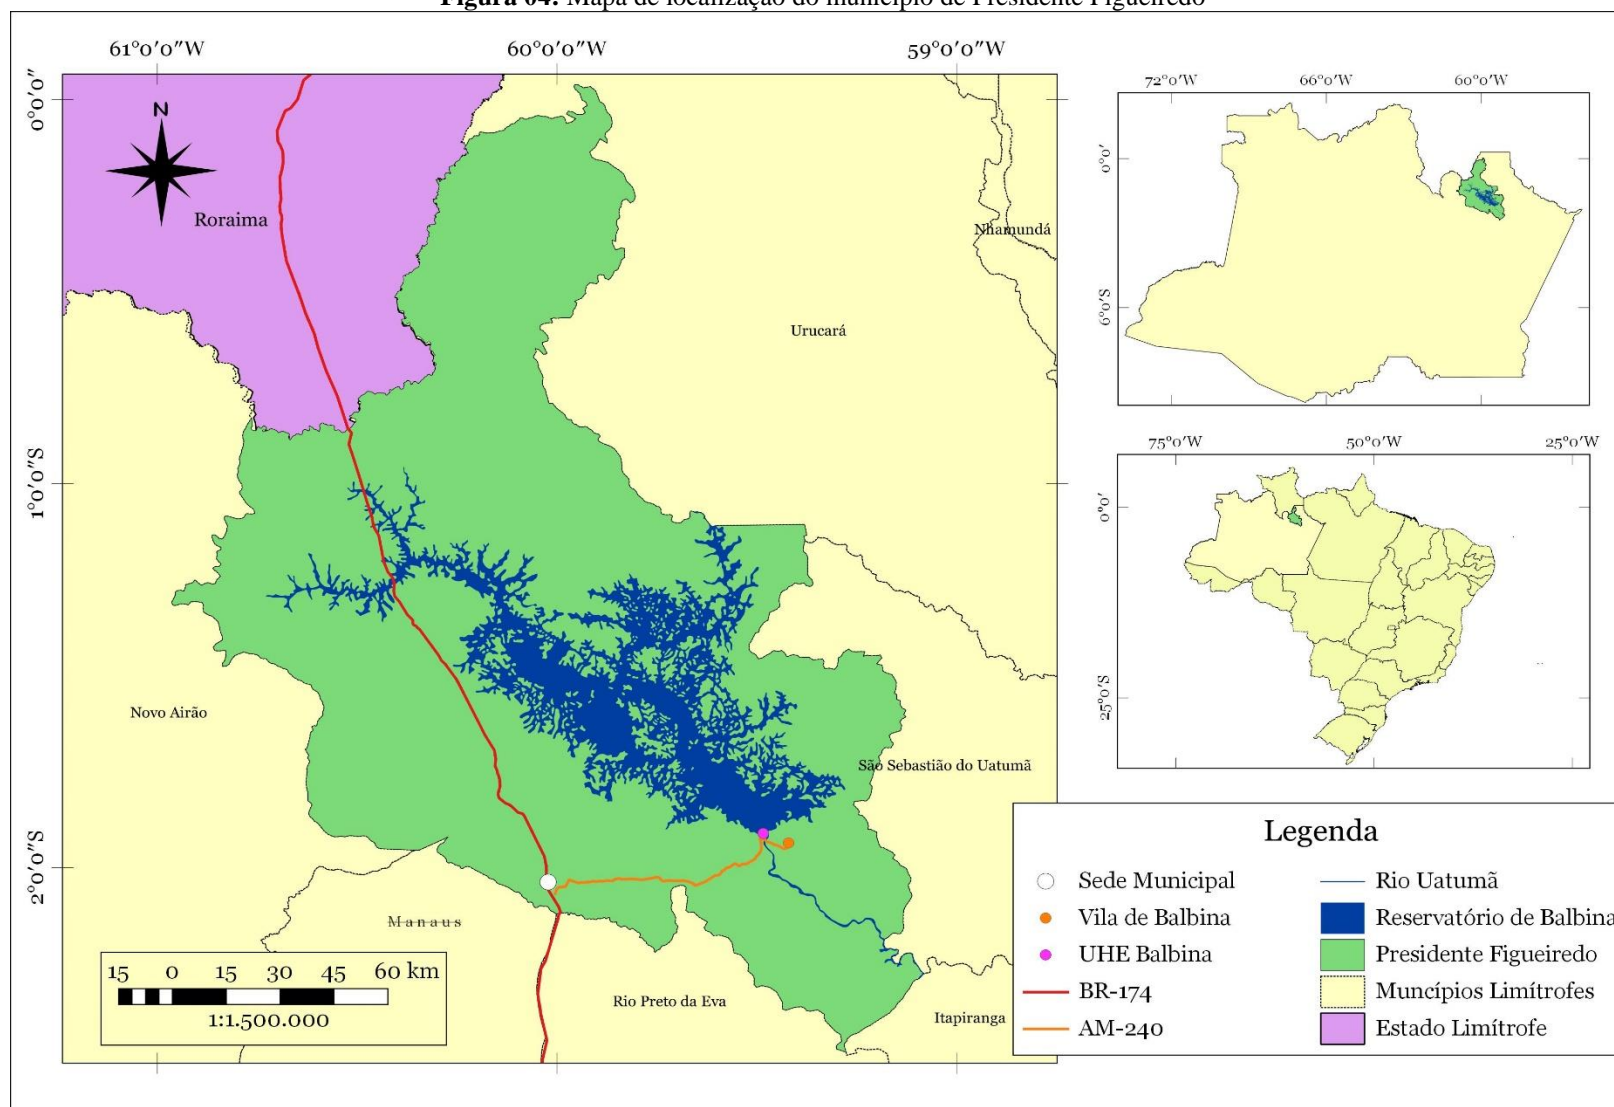 Figura 04: Mapa de localização do município de Presidente Figueiredo
61°0'0"W 60°0'0"W 59°0'0"W
0°0'0"
1°0'0"S
2°0'0"S
N
Roraima
Nhamundá
Urucará
Novo Airão
São Sebastião do Uatumã
Manaus
Rio Preto da Eva
Itapiranga
15 0 15 30 45 60 km
1:1.500.000
72°0'W 66°0'W 60°0'W
0°0'
6°0'S
75°0'W 50°0'W 25°0'W
0°0'
25°0'S
Legenda
Sede Municipal
Vila de Balbina
UHE Balbina
BR-174
AM-240
Rio Uatumã
Reservatório de Balbina
Presidente Figueiredo
Muncípios Limítrofes
Estado Limítrofe